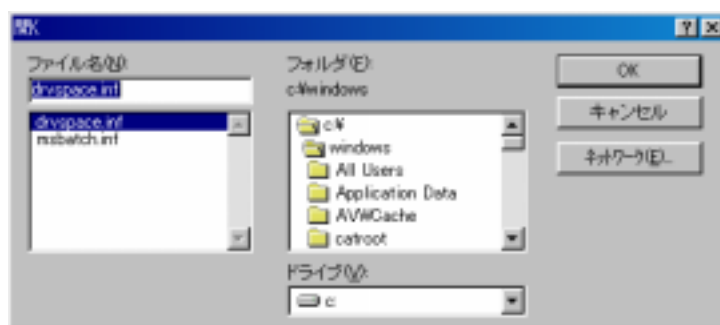 開く
ファイル名(N):
drvspace.inf
drvspace.inf
msbatch.inf
フォルダ(F):
c:¥windows
c:¥
windows
All Users
Application Data
AVWCache
catroot
ドライブ(V):
c:
OK
キャンセル
ネットワーク(E)...